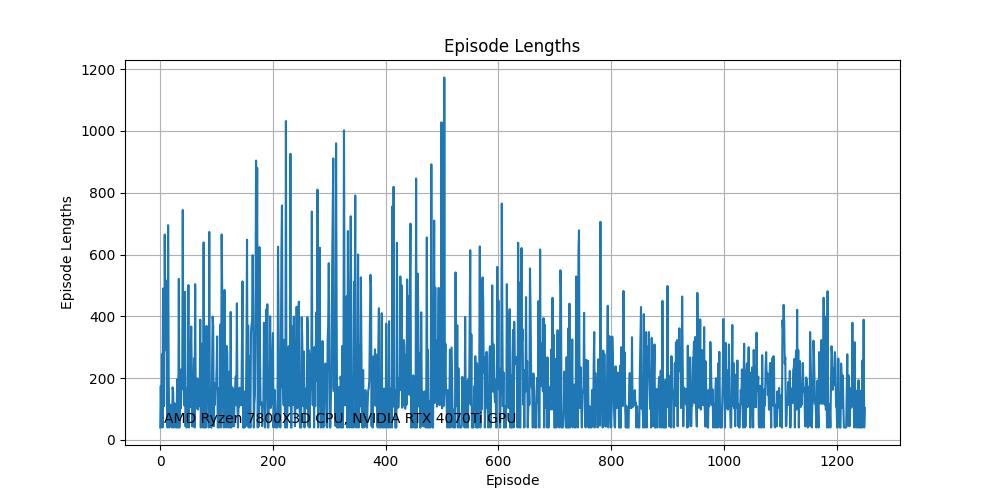 Episode Lengths
1200
1000
800
600
400
200
0
Episode Lengths
AMD Ryzen 7800X3D CPU, NVIDIA RTX 4070Ti GPU
0 200 400 600 800 1000 1200
Episode